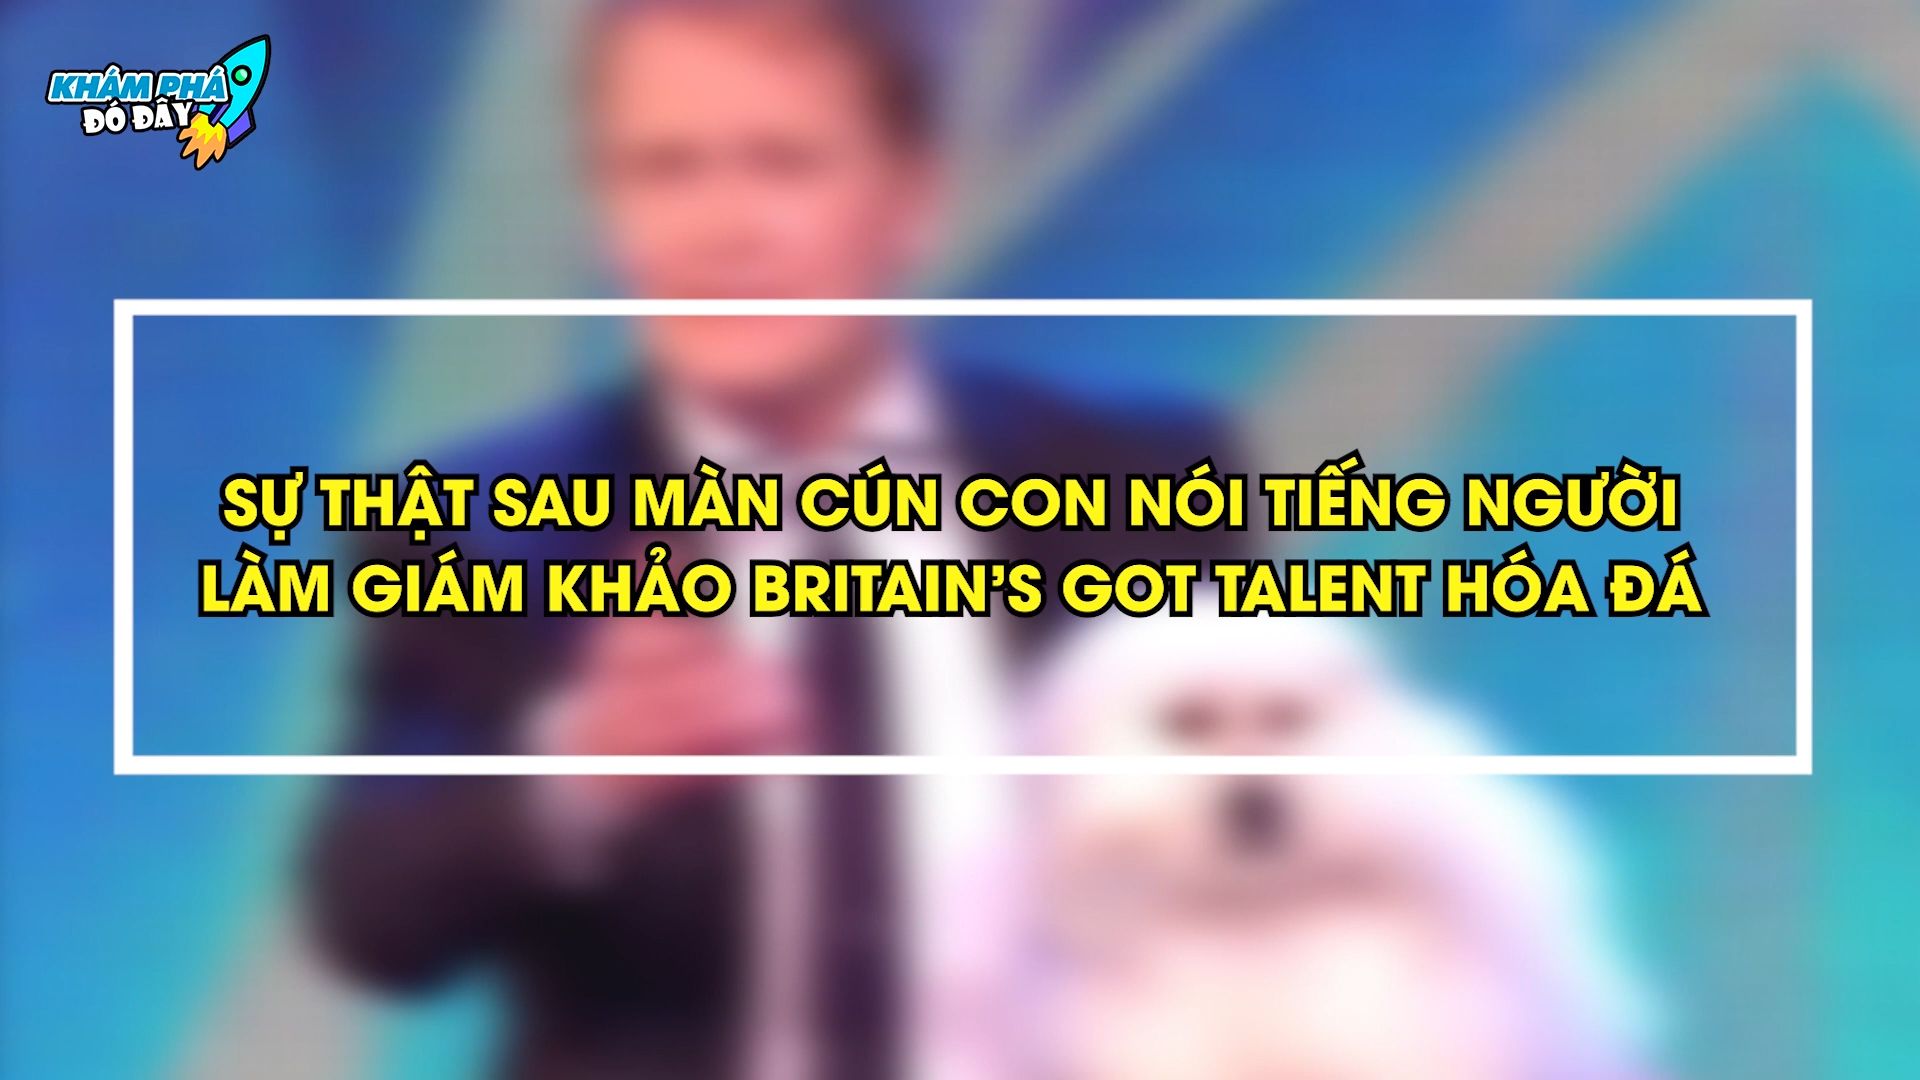 KHÁM PHÁ
ĐÓ ĐÂY
SỰ THẬT SAU MÀN CÚN CON NÓI TIẾNG NGƯỜI
LÀM GIÁM KHẢO BRITAIN’S GOT TALENT HÓA ĐÁ